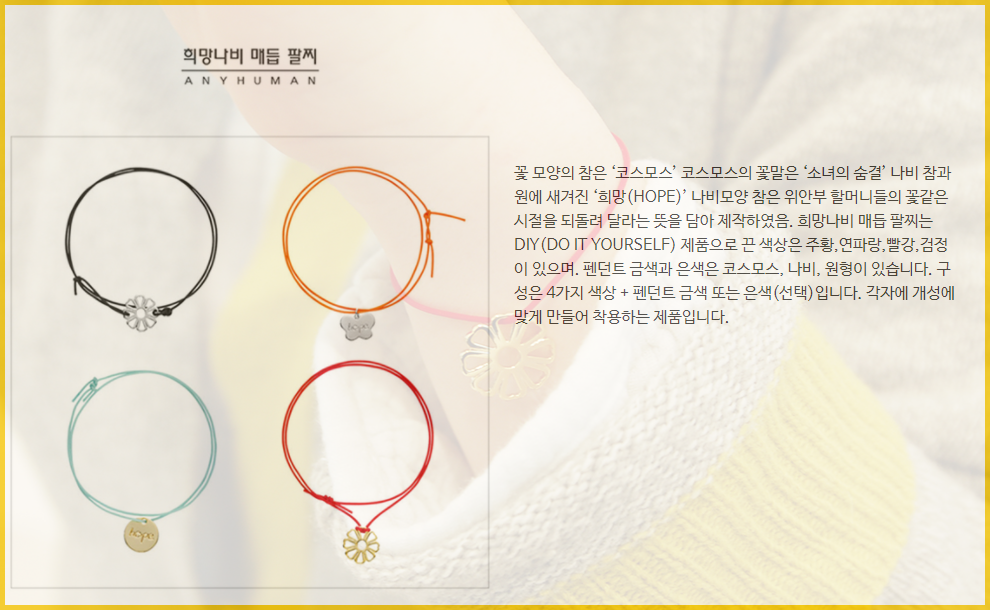 희망나비 매듭 팔찌
ANYHUMAN
꽃 모양의 참은 ‘코스모스’ 코스모스의 꽃말은 ‘소녀의 숨결’ 나비 참과
원에 새겨진 ‘희망(HOPE)’ 나비모양 참은 위안부 할머니들의 꽃같은
시절을 되돌려 달라는 뜻을 담아 제작하였음. 희망나비 매듭 팔찌는
DIY(DO IT YOURSELF) 제품으로 끈 색상은 주황,연파랑,빨강,검정
이 있으며. 펜던트 금색과 은색은 코스모스, 나비, 원형이 있습니다. 구
성은 4가지 색상 + 펜던트 금색 또는 은색(선택)입니다. 각자에 개성에
맞게 만들어 착용하는 제품입니다.
hope
hope